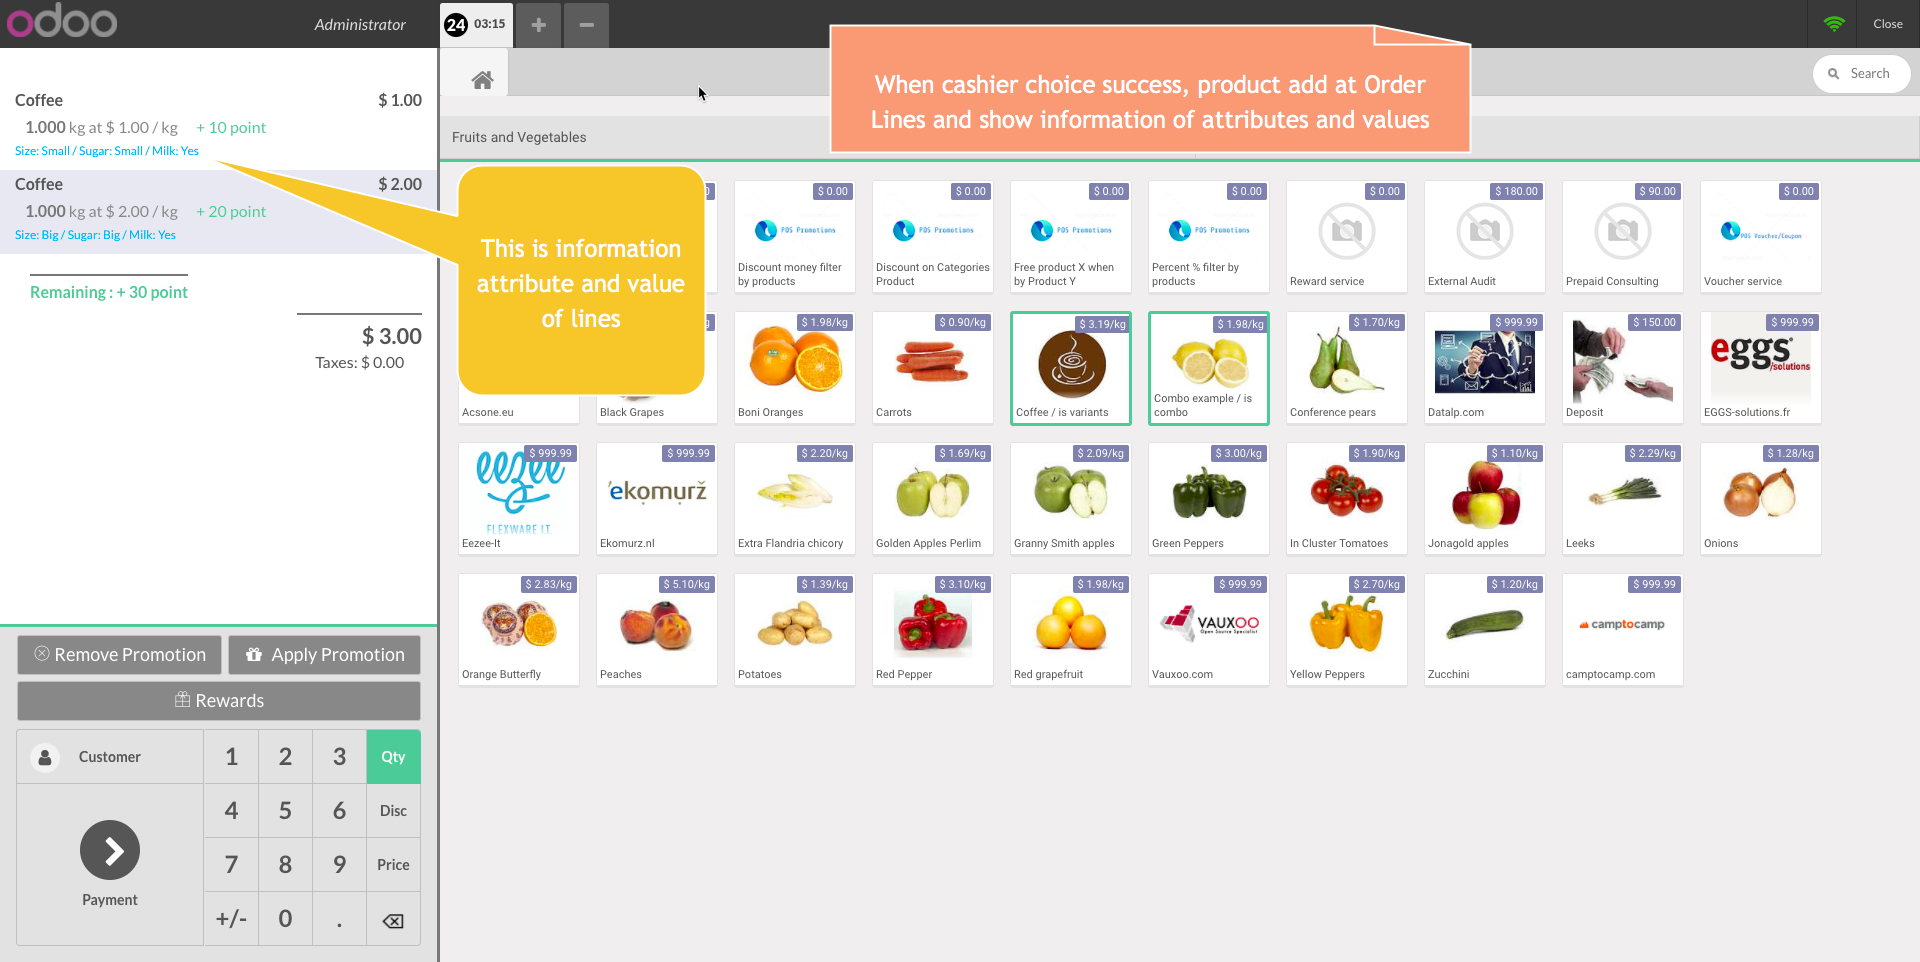 odoo
Administrator
24 03:15
+
−
Close
Search
When cashier choice success, product add at Order
Lines and show information of attributes and values
Fruits and Vegetables
Coffee $ 1.00
1.000 kg at $ 1.00 / kg + 10 point
Size: Small / Sugar: Small / Milk: Yes
Coffee $ 2.00
1.000 kg at $ 2.00 / kg + 20 point
Size: Big / Sugar: Big / Milk: Yes
Remaining : + 30 point
$ 3.00
Taxes: $ 0.00
This is information
attribute and value
of lines
$ 0.00
POS Promotions
Discount money filter
by products
$ 0.00
POS Promotions
Discount on Categories
Product
$ 0.00
POS Promotions
Free product X when
by Product Y
$ 0.00
POS Promotions
Percent % filter by
products
$ 0.00
Reward service
$ 180.00
External Audit
$ 90.00
Prepaid Consulting
$ 0.00
POS Voucher/Coupon
Voucher service
Acsone.eu
Black Grapes
$ 1.98/kg
Boni Oranges
$ 0.90/kg
Carrots
$ 3.19/kg
Coffee / is variants
$ 1.98/kg
Combo example / is
combo
$ 1.70/kg
Conference pears
$ 999.99
Datalp.com
$ 150.00
Deposit
$ 999.99
eggs
/solutions
EGGS-solutions.fr
$ 999.99
eezee
FLEXWARE I.T.
Eezee-It
$ 999.99
'ekomurž
Ekomurz.nl
$ 2.20/kg
Extra Flandria chicory
$ 1.69/kg
Golden Apples Perlim
$ 2.09/kg
Granny Smith apples
$ 3.00/kg
Green Peppers
$ 1.90/kg
In Cluster Tomatoes
$ 1.10/kg
Jonagold apples
$ 2.29/kg
Leeks
$ 1.28/kg
Onions
$ 2.83/kg
Orange Butterfly
$ 5.10/kg
Peaches
$ 1.39/kg
Potatoes
$ 3.10/kg
Red Pepper
$ 1.98/kg
Red grapefruit
$ 999.99
VAUXOO
Open Source Specialist
Vauxoo.com
$ 2.70/kg
Yellow Peppers
$ 1.20/kg
Zucchini
$ 999.99
camptocamp
camptocamp.com
Remove Promotion
Apply Promotion
Rewards
Customer
1 2 3 Qty
4 5 6 Disc
7 8 9 Price
+/- 0 .
Payment